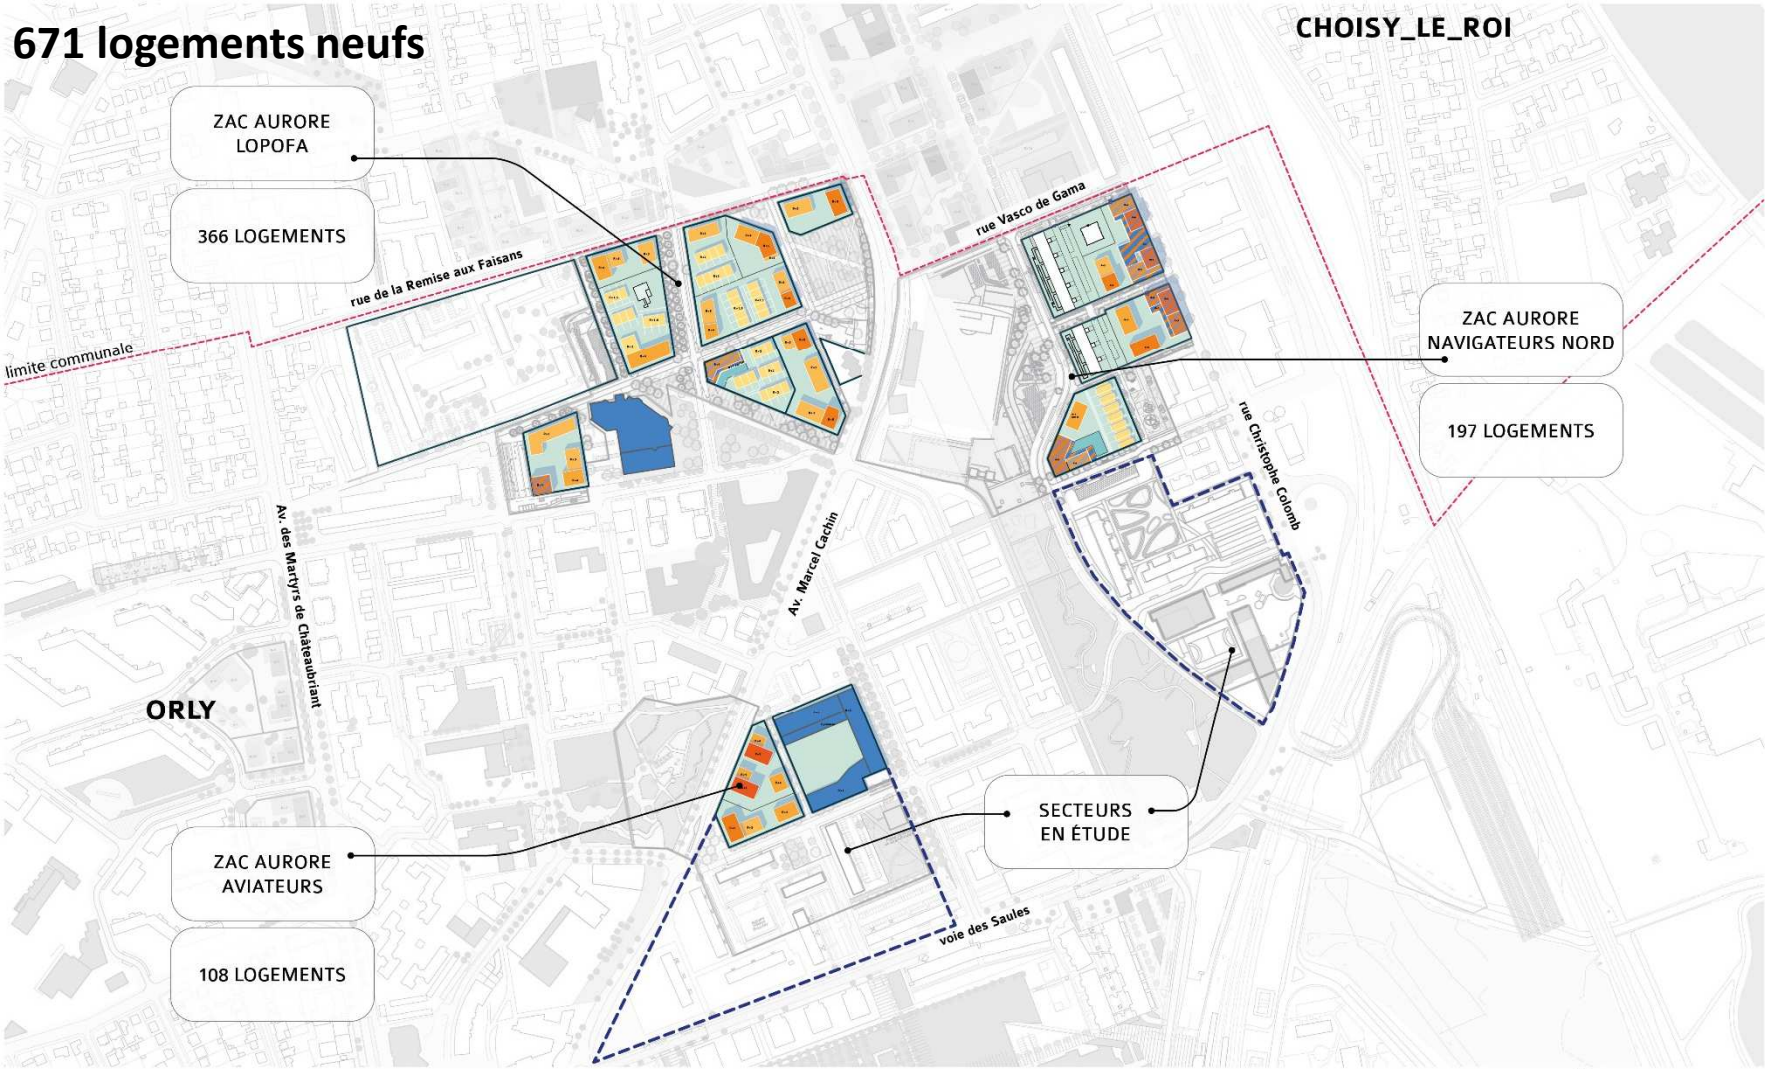 671 logements neufs
CHOISY_LE_ROI
ZAC AURORE
LOPOFA
366 LOGEMENTS
rue de la Remise aux Faisans
rue Vasco de Gama
limite communale
ZAC AURORE
NAVIGATEURS NORD
197 LOGEMENTS
rue Christophe Colomb
Av. des Martyrs de Châteaubriant
Av. Marcel Cachin
ORLY
SECTEURS
EN ÉTUDE
ZAC AURORE
AVIATEURS
108 LOGEMENTS
voie des Saules